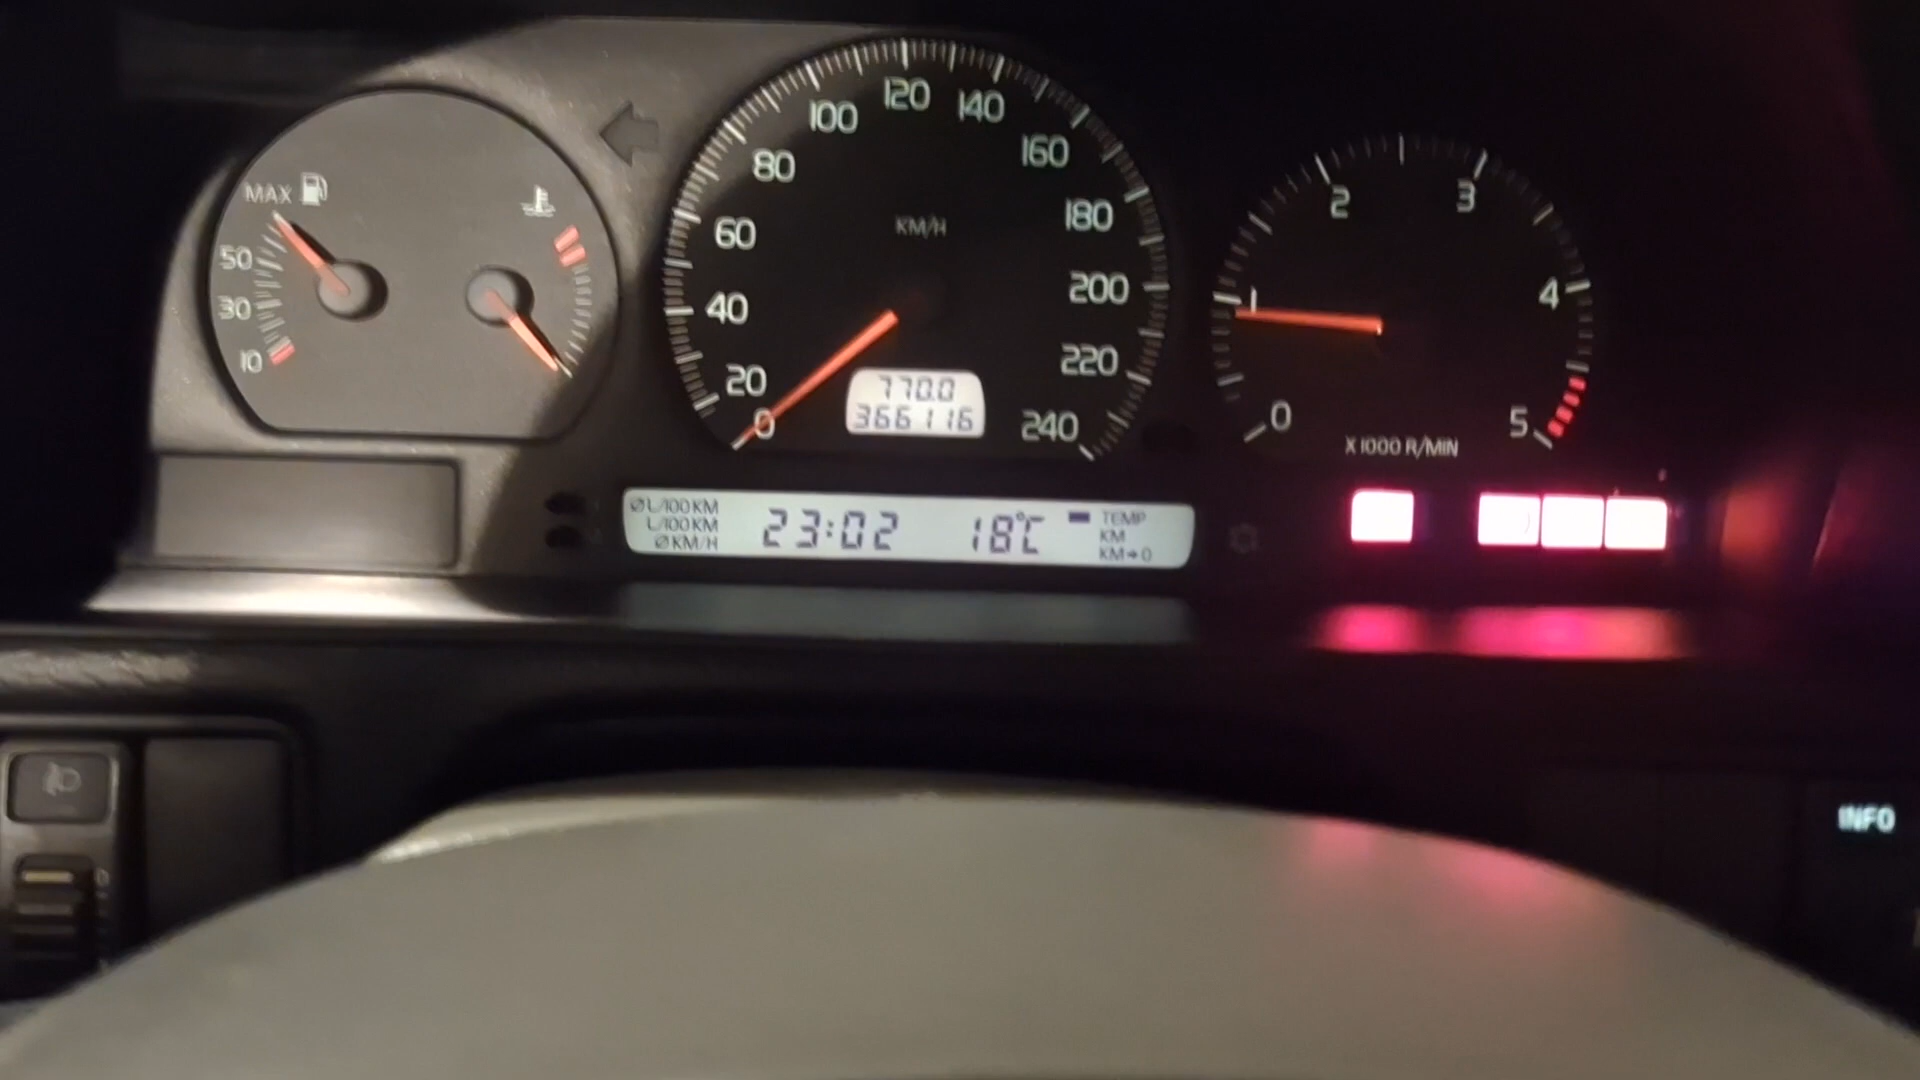 MAX
50
30
10
0
20
40
60
80
100
120
140
160
180
200
220
240
KM/H
770.0
366116
0
1
2
3
4
5
X 1000 R/MIN
Ø L/100 KM
L/100 KM
Ø KM/H
23:02
18°C
TEMP
KM
KM➔0
INFO